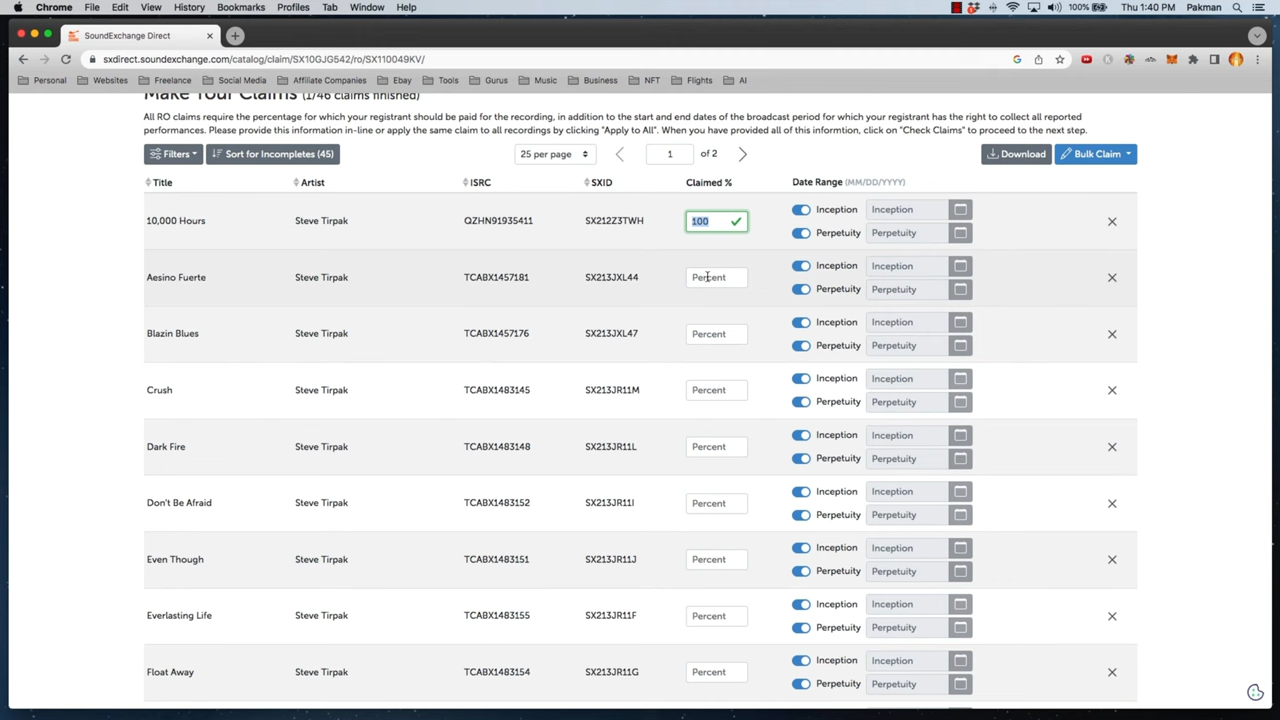 Chrome File Edit View History Bookmarks Profiles Tab Window Help 100% Thu 1:40 PM Pakman
SoundExchange Direct
sxdirect.soundexchange.com/catalog/claim/SX10GJG542/ro/SX110049KV/
Personal Websites Freelance Social Media Affiliate Companies Ebay Tools Gurus Music Business NFT Flights AI
Make Your Claims (1/46 claims finished)
All RO claims require the percentage for which your registrant should be paid for the recording, in addition to the start and end dates of the broadcast period for which your registrant has the right to collect all reported
performances. Please provide this information in-line or apply the same claim to all recordings by clicking "Apply to All". When you have provided all of this informtion, click on "Check Claims" to proceed to the next step.
Filters Sort for Incompletes (45) 25 per page 1 of 2 Download Bulk Claim
Title Artist ISRC SXID Claimed % Date Range (MM/DD/YYYY)
10,000 Hours Steve Tirpak QZHN91935411 SX212Z3TWH 100 Inception Inception
Perpetuity Perpetuity
Aesino Fuerte Steve Tirpak TCABX1457181 SX213JXL44 Percent Inception Inception
Perpetuity Perpetuity
Blazin Blues Steve Tirpak TCABX1457176 SX213JXL47 Percent Inception Inception
Perpetuity Perpetuity
Crush Steve Tirpak TCABX1483145 SX213JR11M Percent Inception Inception
Perpetuity Perpetuity
Dark Fire Steve Tirpak TCABX1483148 SX213JR11L Percent Inception Inception
Perpetuity Perpetuity
Don't Be Afraid Steve Tirpak TCABX1483152 SX213JR11I Percent Inception Inception
Perpetuity Perpetuity
Even Though Steve Tirpak TCABX1483151 SX213JR11J Percent Inception Inception
Perpetuity Perpetuity
Everlasting Life Steve Tirpak TCABX1483155 SX213JR11F Percent Inception Inception
Perpetuity Perpetuity
Float Away Steve Tirpak TCABX1483154 SX213JR11G Percent Inception Inception
Perpetuity Perpetuity